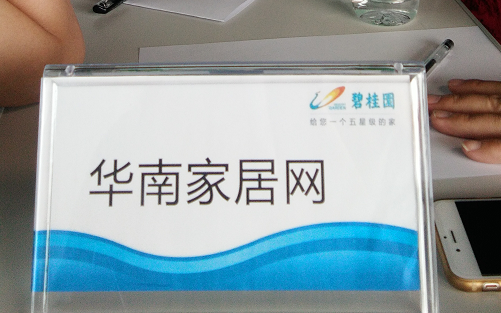 碧桂园
给您一个五星级的家
华南家居网